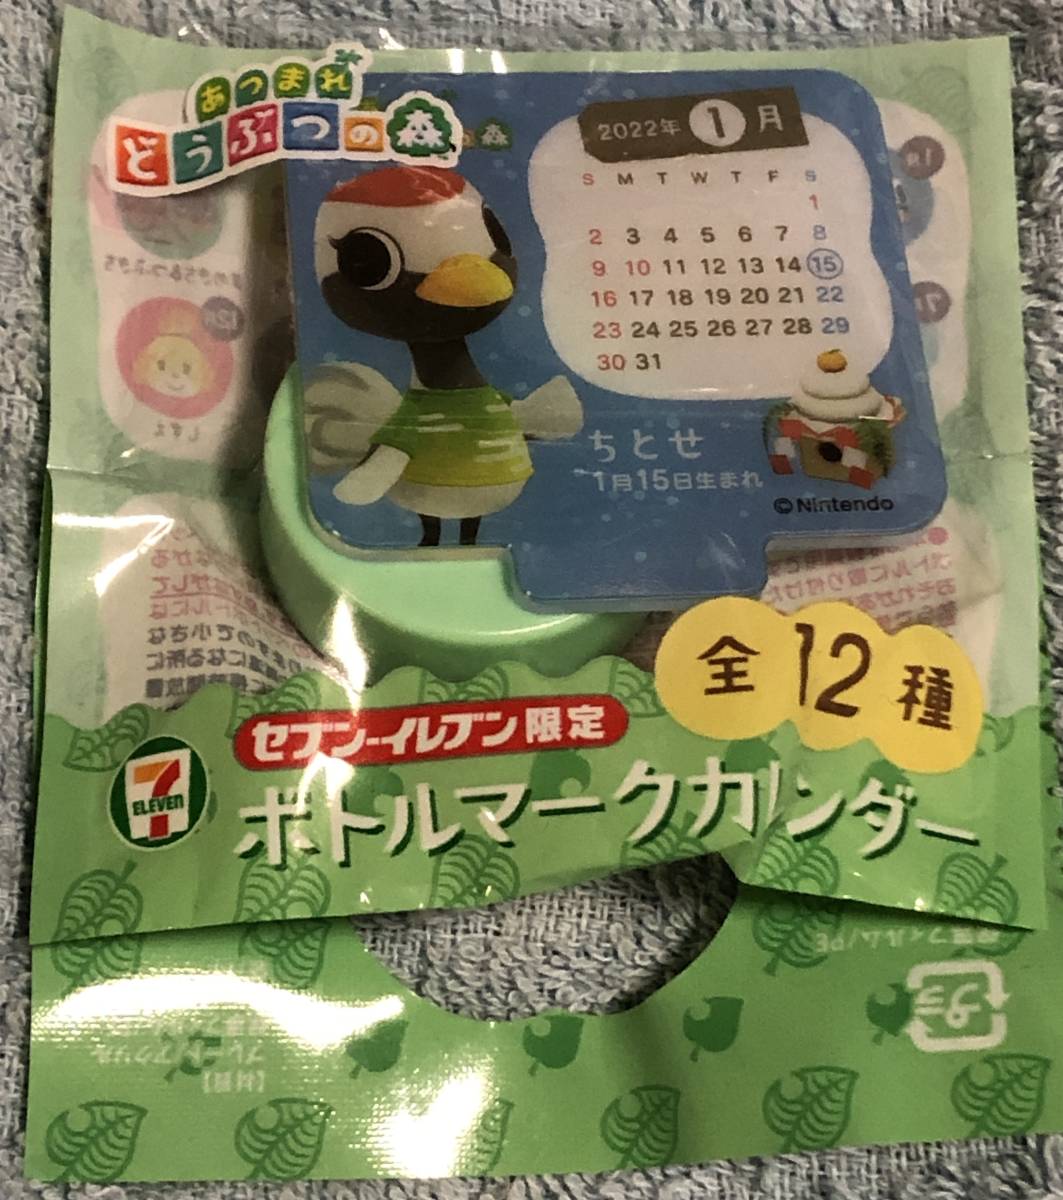 あつまれ
どうぶつの森
2022年 1月
S M T W T F S
1
2 3 4 5 6 7 8
9 10 11 12 13 14 15
16 17 18 19 20 21 22
23 24 25 26 27 28 29
30 31
ちとせ
1月15日生まれ
©Nintendo
全12種
セブン-イレブン限定
7 ELEVEN
ボトルマークカレンダー
プラ